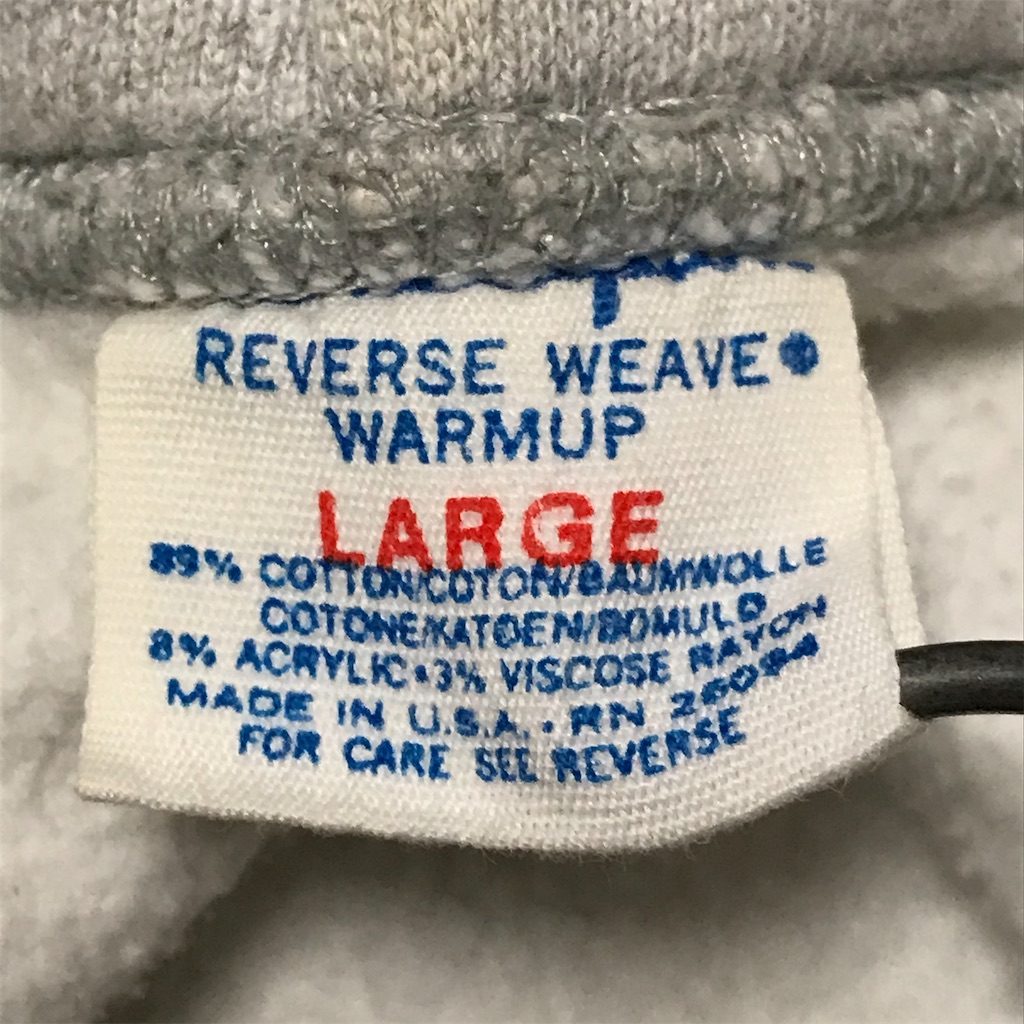 REVERSE WEAVE®
WARMUP
LARGE
89% COTTON/COTON/BAUMWOLLE
COTONE/KATOEN/BOMULD
8% ACRYLIC•3% VISCOSE RAYON
MADE IN U.S.A. • RN 26094
FOR CARE SEE REVERSE